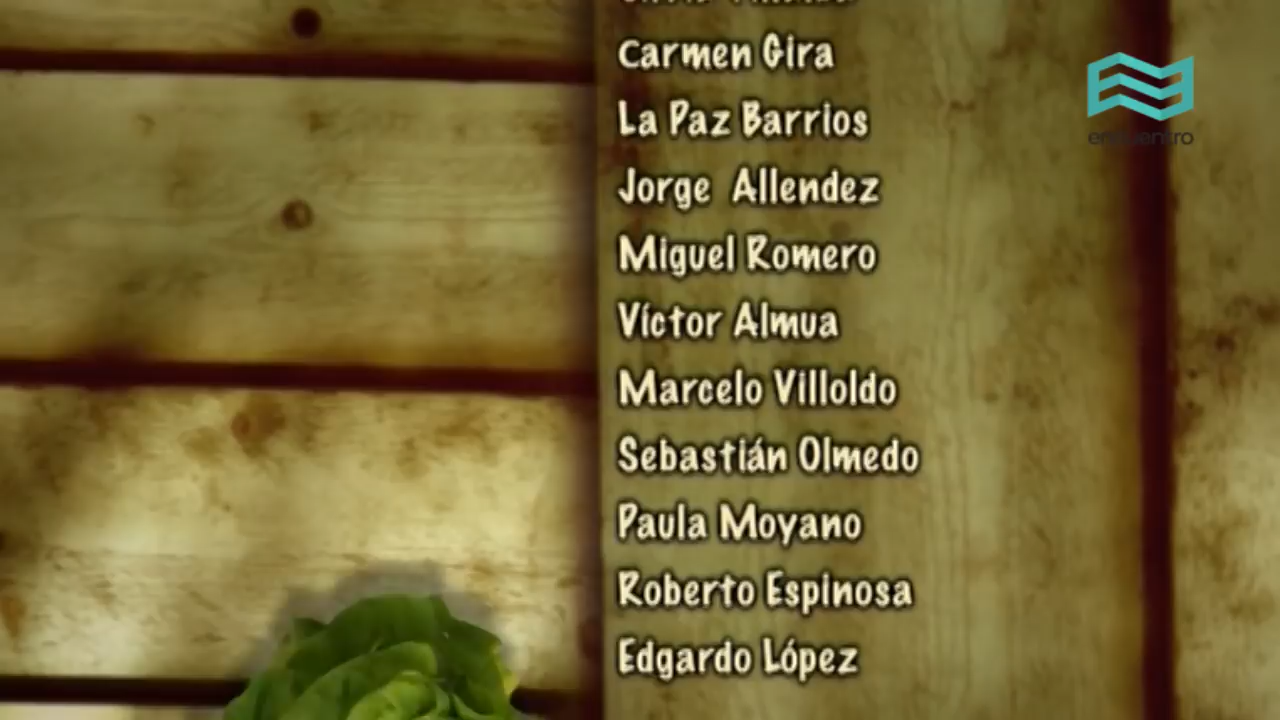 Carmen Gira
encuentro
La Paz Barrios
Jorge Allendez
Miguel Romero
Víctor Almua
Marcelo Villoldo
Sebastián Olmedo
Paula Moyano
Roberto Espinosa
Edgardo López